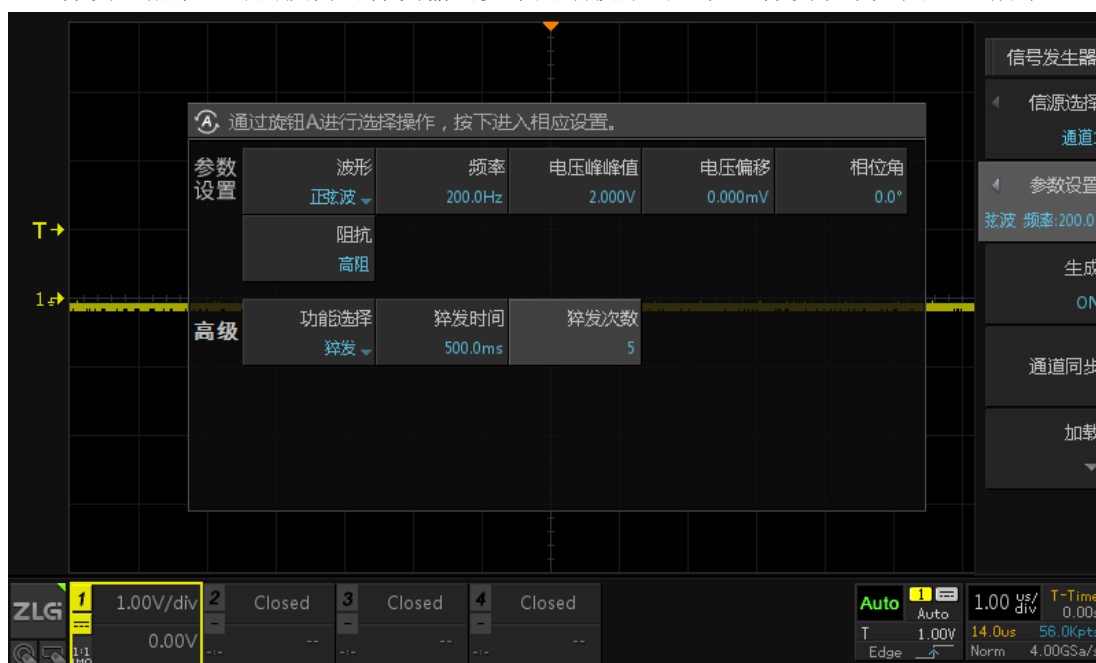 信号发生器
信源选择
通道1
通过旋钮A进行选择操作，按下进入相应设置。
参数设置
波形 频率 电压峰峰值 电压偏移 相位角
正弦波 200.0Hz 2.000V 0.000mV 0.0°
阻抗
高阻
高级
功能选择 猝发时间 猝发次数
猝发 500.0ms 5
参数设置
弦波 频率:200.0
生成
ON
通道同步
加载
T
1
ZLG
1 1.00V/div 2 Closed 3 Closed 4 Closed
0.00V -- -- --
1:1
1MΩ -:- -:- -:-
Auto 1 Auto
T 1.00V
Edge
1.00 us/div T-Time
0.00s
14.0us 56.0Kpts
Norm 4.00GSa/s